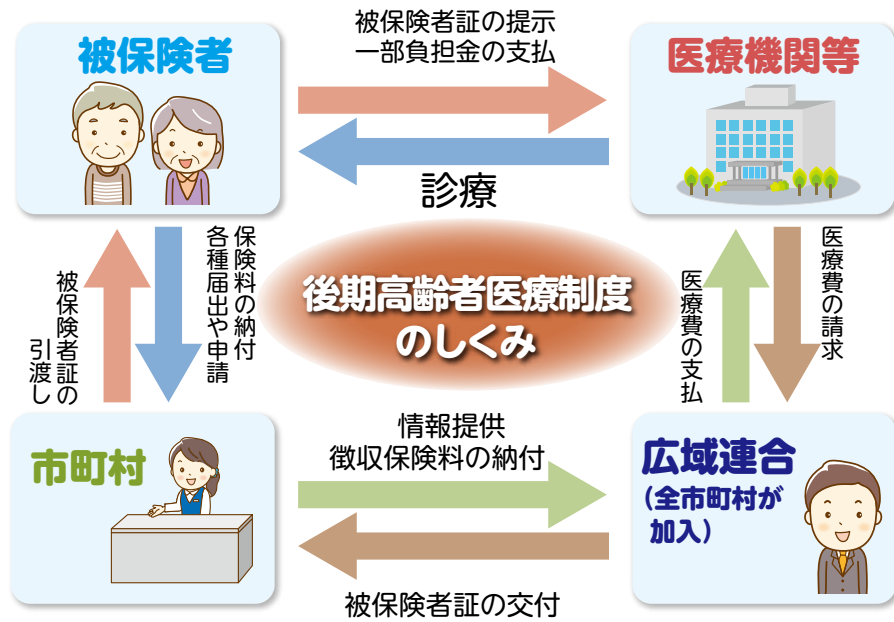 被保険者証の提示
一部負担金の支払
被保険者
医療機関等
診療
被保険者証の
引渡し
保険料の納付
各種届出や申請
後期高齢者医療制度
のしくみ
医療費の支払
医療費の請求
市町村
情報提供
徴収保険料の納付
広域連合
(全市町村が
加入)
被保険者証の交付